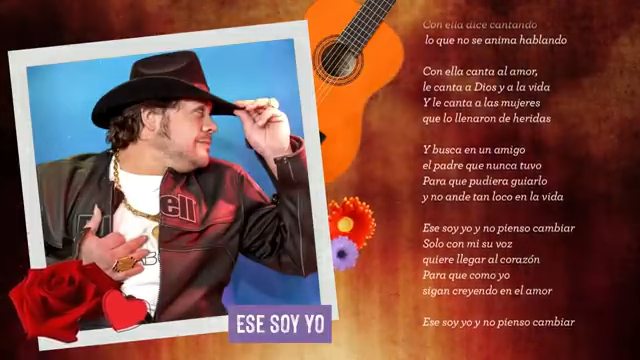 Con ella dice cantando
lo que no se anima hablando
Con ella canta al amor,
le canta a Dios y a la vida
Y le canta a las mujeres
que lo llenaron de heridas
Y busca en un amigo
el padre que nunca tuvo
Para que pudiera guiarlo
y no ande tan loco en la vida
Ese soy yo y no pienso cambiar
Solo con mi su voz
quiere llegar al corazón
Para que como yo
sigan creyendo en el amor
Ese soy yo y no pienso cambiar
ESE SOY YO